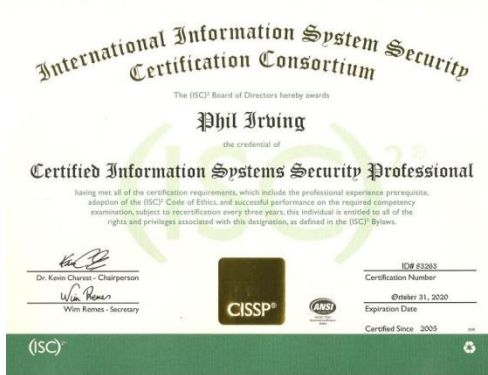 International Information System Security
Certification Consortium
The (ISC)² Board of Directors hereby awards
Phil Irving
the credential of
Certified Information Systems Security Professional
having met all of the certification requirements, which include the professional experience prerequisite,
adoption of the (ISC)² Code of Ethics, and successful performance on the required competency
examination, subject to recertification every three years, this individual is entitled to all of the
rights and privileges associated with this designation, as defined in the (ISC)² Bylaws.
Dr. Kevin Charest - Chairperson
Wim Remes
Wim Remes - Secretary
CISSP®
ANSI
ID# 83263
Certification Number
October 31, 2020
Expiration Date
Certified Since 2005
(ISC)²